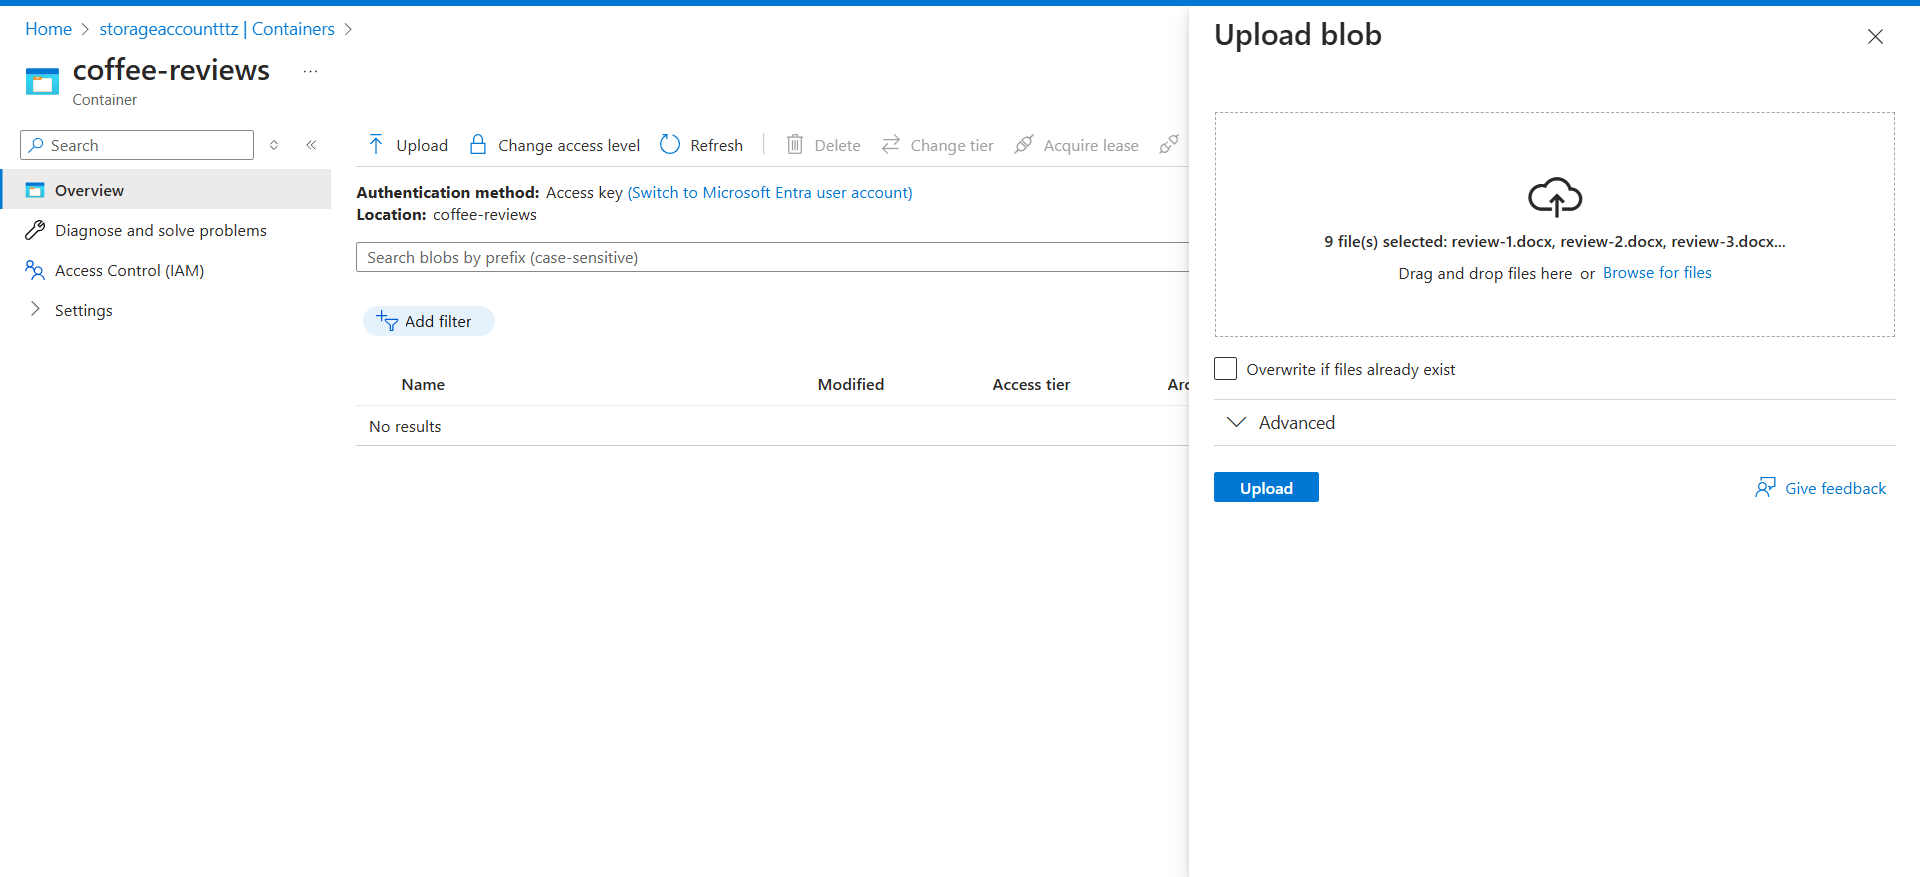 Home > storageaccountttz | Containers >
coffee-reviews ...
Container
Search
Overview
Diagnose and solve problems
Access Control (IAM)
Settings
Upload Change access level Refresh Delete Change tier Acquire lease
Authentication method: Access key (Switch to Microsoft Entra user account)
Location: coffee-reviews
Search blobs by prefix (case-sensitive)
Add filter
Name Modified Access tier Arc
No results
Upload blob
9 file(s) selected: review-1.docx, review-2.docx, review-3.docx...
Drag and drop files here or Browse for files
Overwrite if files already exist
Advanced
Upload
Give feedback